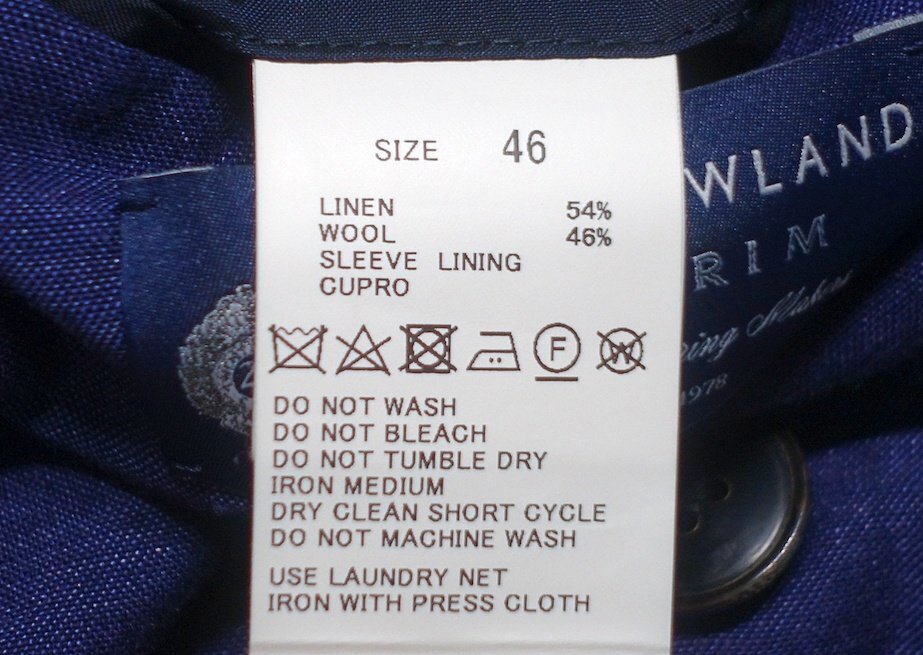 SIZE 46
LINEN 54%
WOOL 46%
SLEEVE LINING
CUPRO
F W
DO NOT WASH
DO NOT BLEACH
DO NOT TUMBLE DRY
IRON MEDIUM
DRY CLEAN SHORT CYCLE
DO NOT MACHINE WASH
USE LAUNDRY NET
IRON WITH PRESS CLOTH
WLAND
RIM
1978